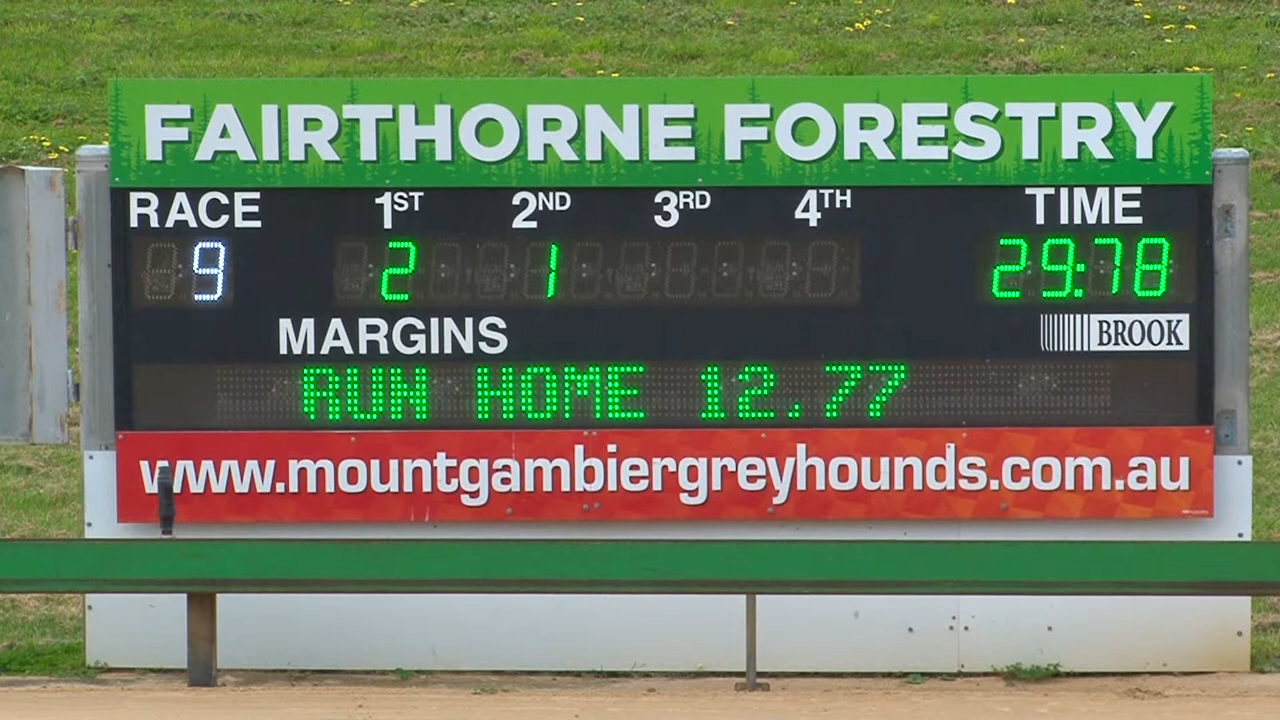 FAIRTHORNE FORESTRY
RACE 1ST 2ND 3RD 4TH TIME
9 2 1 29:78
MARGINS
BROOK
RUN HOME 12.77
www.mountgambiergreyhounds.com.au